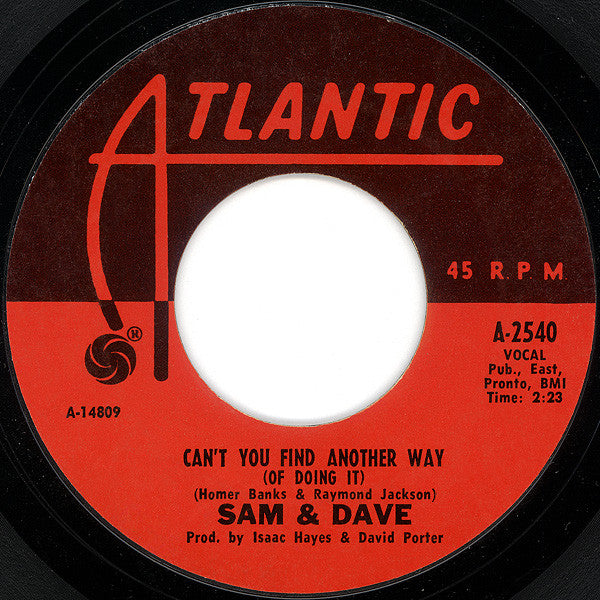 ATLANTIC
45 R.P.M
®
A-2540
VOCAL
Pub., East,
Pronto, BMI
Time: 2:23
A-14809
CAN'T YOU FIND ANOTHER WAY
(OF DOING IT)
(Homer Banks & Raymond Jackson)
SAM & DAVE
Prod. by Isaac Hayes & David Porter